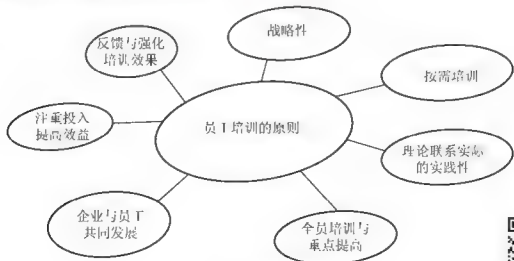 战略性
反馈与强化
培训效果
按需培训
注重投入
提高效益
员工培训的原则
理论联系实际
的实践性
企业与员工
共同发展
全员培训与
重点提高